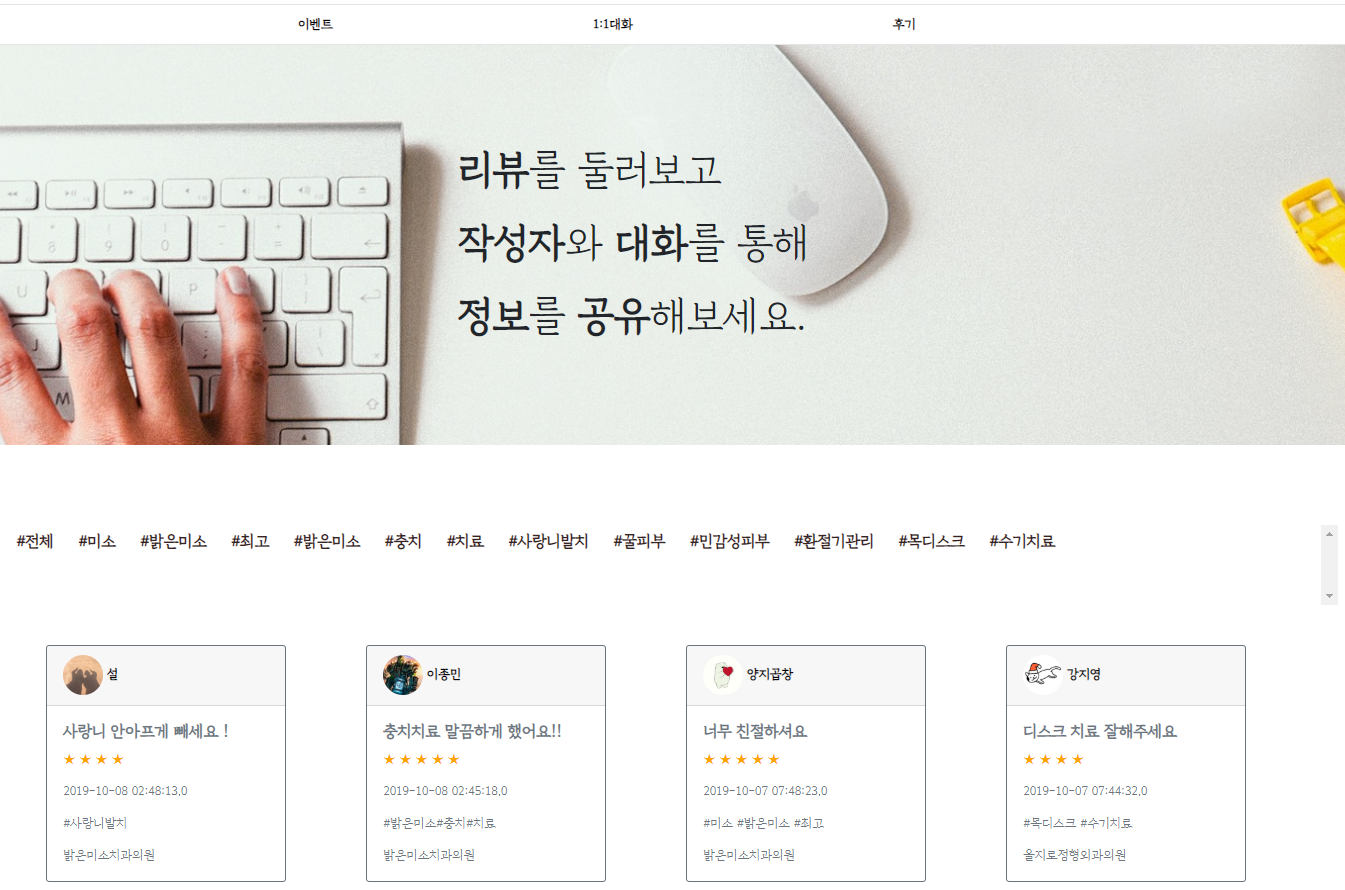 이벤트 1:1대화 후기
리뷰를 둘러보고
작성자와 대화를 통해
정보를 공유해보세요.
#전체 #미소 #밝은미소 #최고 #밝은미소 #충치 #치료 #사랑니발치 #꿀피부 #민감성피부 #환절기관리 #목디스크 #수기치료
설
사랑니 안아프게 빼세요 !
★ ★ ★ ★
2019-10-08 02:48:13.0
#사랑니발치
밝은미소치과의원
이종민
충치치료 말끔하게 했어요!!
★ ★ ★ ★ ★
2019-10-08 02:45:18.0
#밝은미소#충치#치료
밝은미소치과의원
양지곱창
너무 친절하셔요
★ ★ ★ ★ ★
2019-10-07 07:48:23.0
#미소 #밝은미소 #최고
밝은미소치과의원
강지영
디스크 치료 잘해주세요
★ ★ ★ ★
2019-10-07 07:44:32.0
#목디스크 #수기치료
을지로정형외과의원